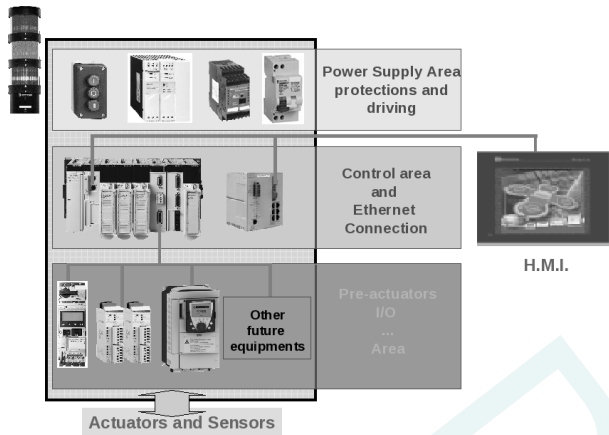 Power Supply Area
protections and
driving
Control area
and
Ethernet
Connection
H.M.I.
Pre-actuators
I/O
...
Area
Other
future
equipments
Actuators and Sensors